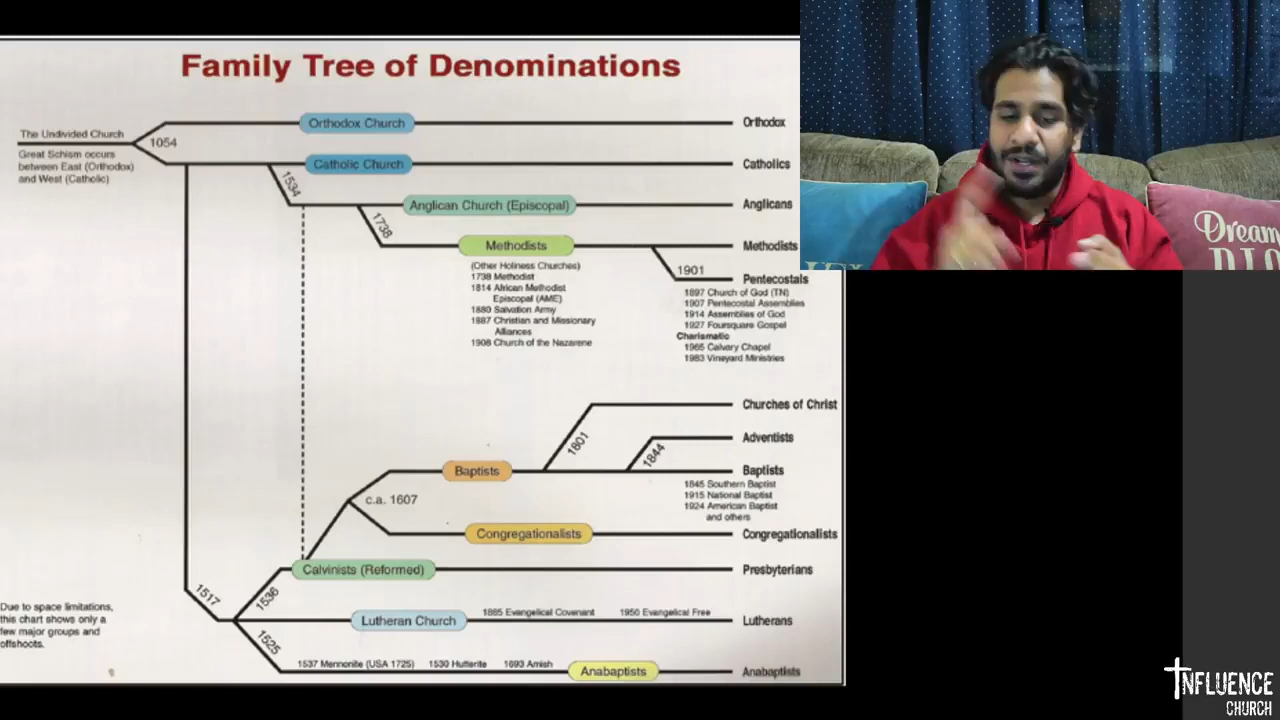 Family Tree of Denominations
The Undivided Church
Great Schism occurs
between East (Orthodox)
and West (Catholic)
1054
Orthodox Church
Orthodox
Catholic Church
Catholics
1534
Anglican Church (Episcopal)
Anglicans
1738
Methodists
Methodists
(Other Holiness Churches)
1738 Methodist
1814 African Methodist
Episcopal (AME)
1880 Salvation Army
1887 Christian and Missionary
Alliances
1908 Church of the Nazarene
1901
Pentecostals
1897 Church of God (TN)
1907 Pentecostal Assemblies
1914 Assemblies of God
1927 Foursquare Gospel
Charismatic
1965 Calvary Chapel
1983 Vineyard Ministries
Churches of Christ
1801
Adventists
1844
Baptists
Baptists
1845 Southern Baptist
1915 National Baptist
1924 American Baptist
and others
c.a. 1607
Congregationalists
Congregationalists
Calvinists (Reformed)
Presbyterians
1517
1536
Due to space limitations,
this chart shows only a
few major groups and
offshoots.
Lutheran Church
1885 Evangelical Covenant
1950 Evangelical Free
Lutherans
1525
1537 Mennonite (USA 1725)
1530 Hutterite
1693 Amish
Anabaptists
Anabaptists
Dream
INFLUENCE
CHURCH